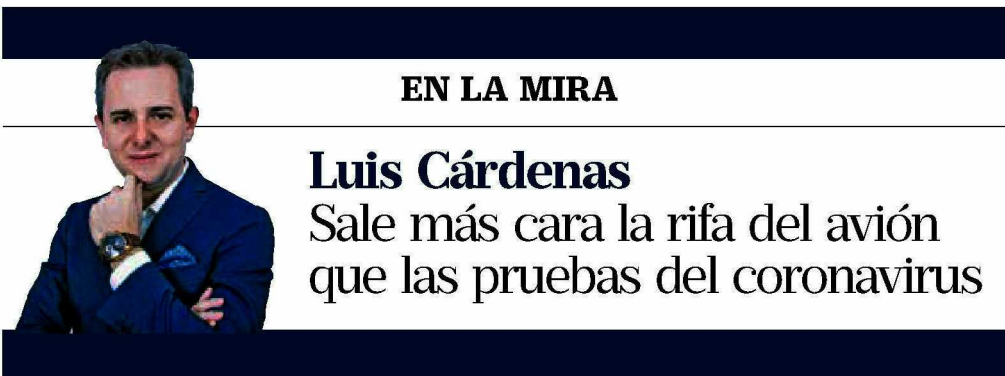 EN LA MIRA
Luis Cárdenas
Sale más cara la rifa del avión
que las pruebas del coronavirus